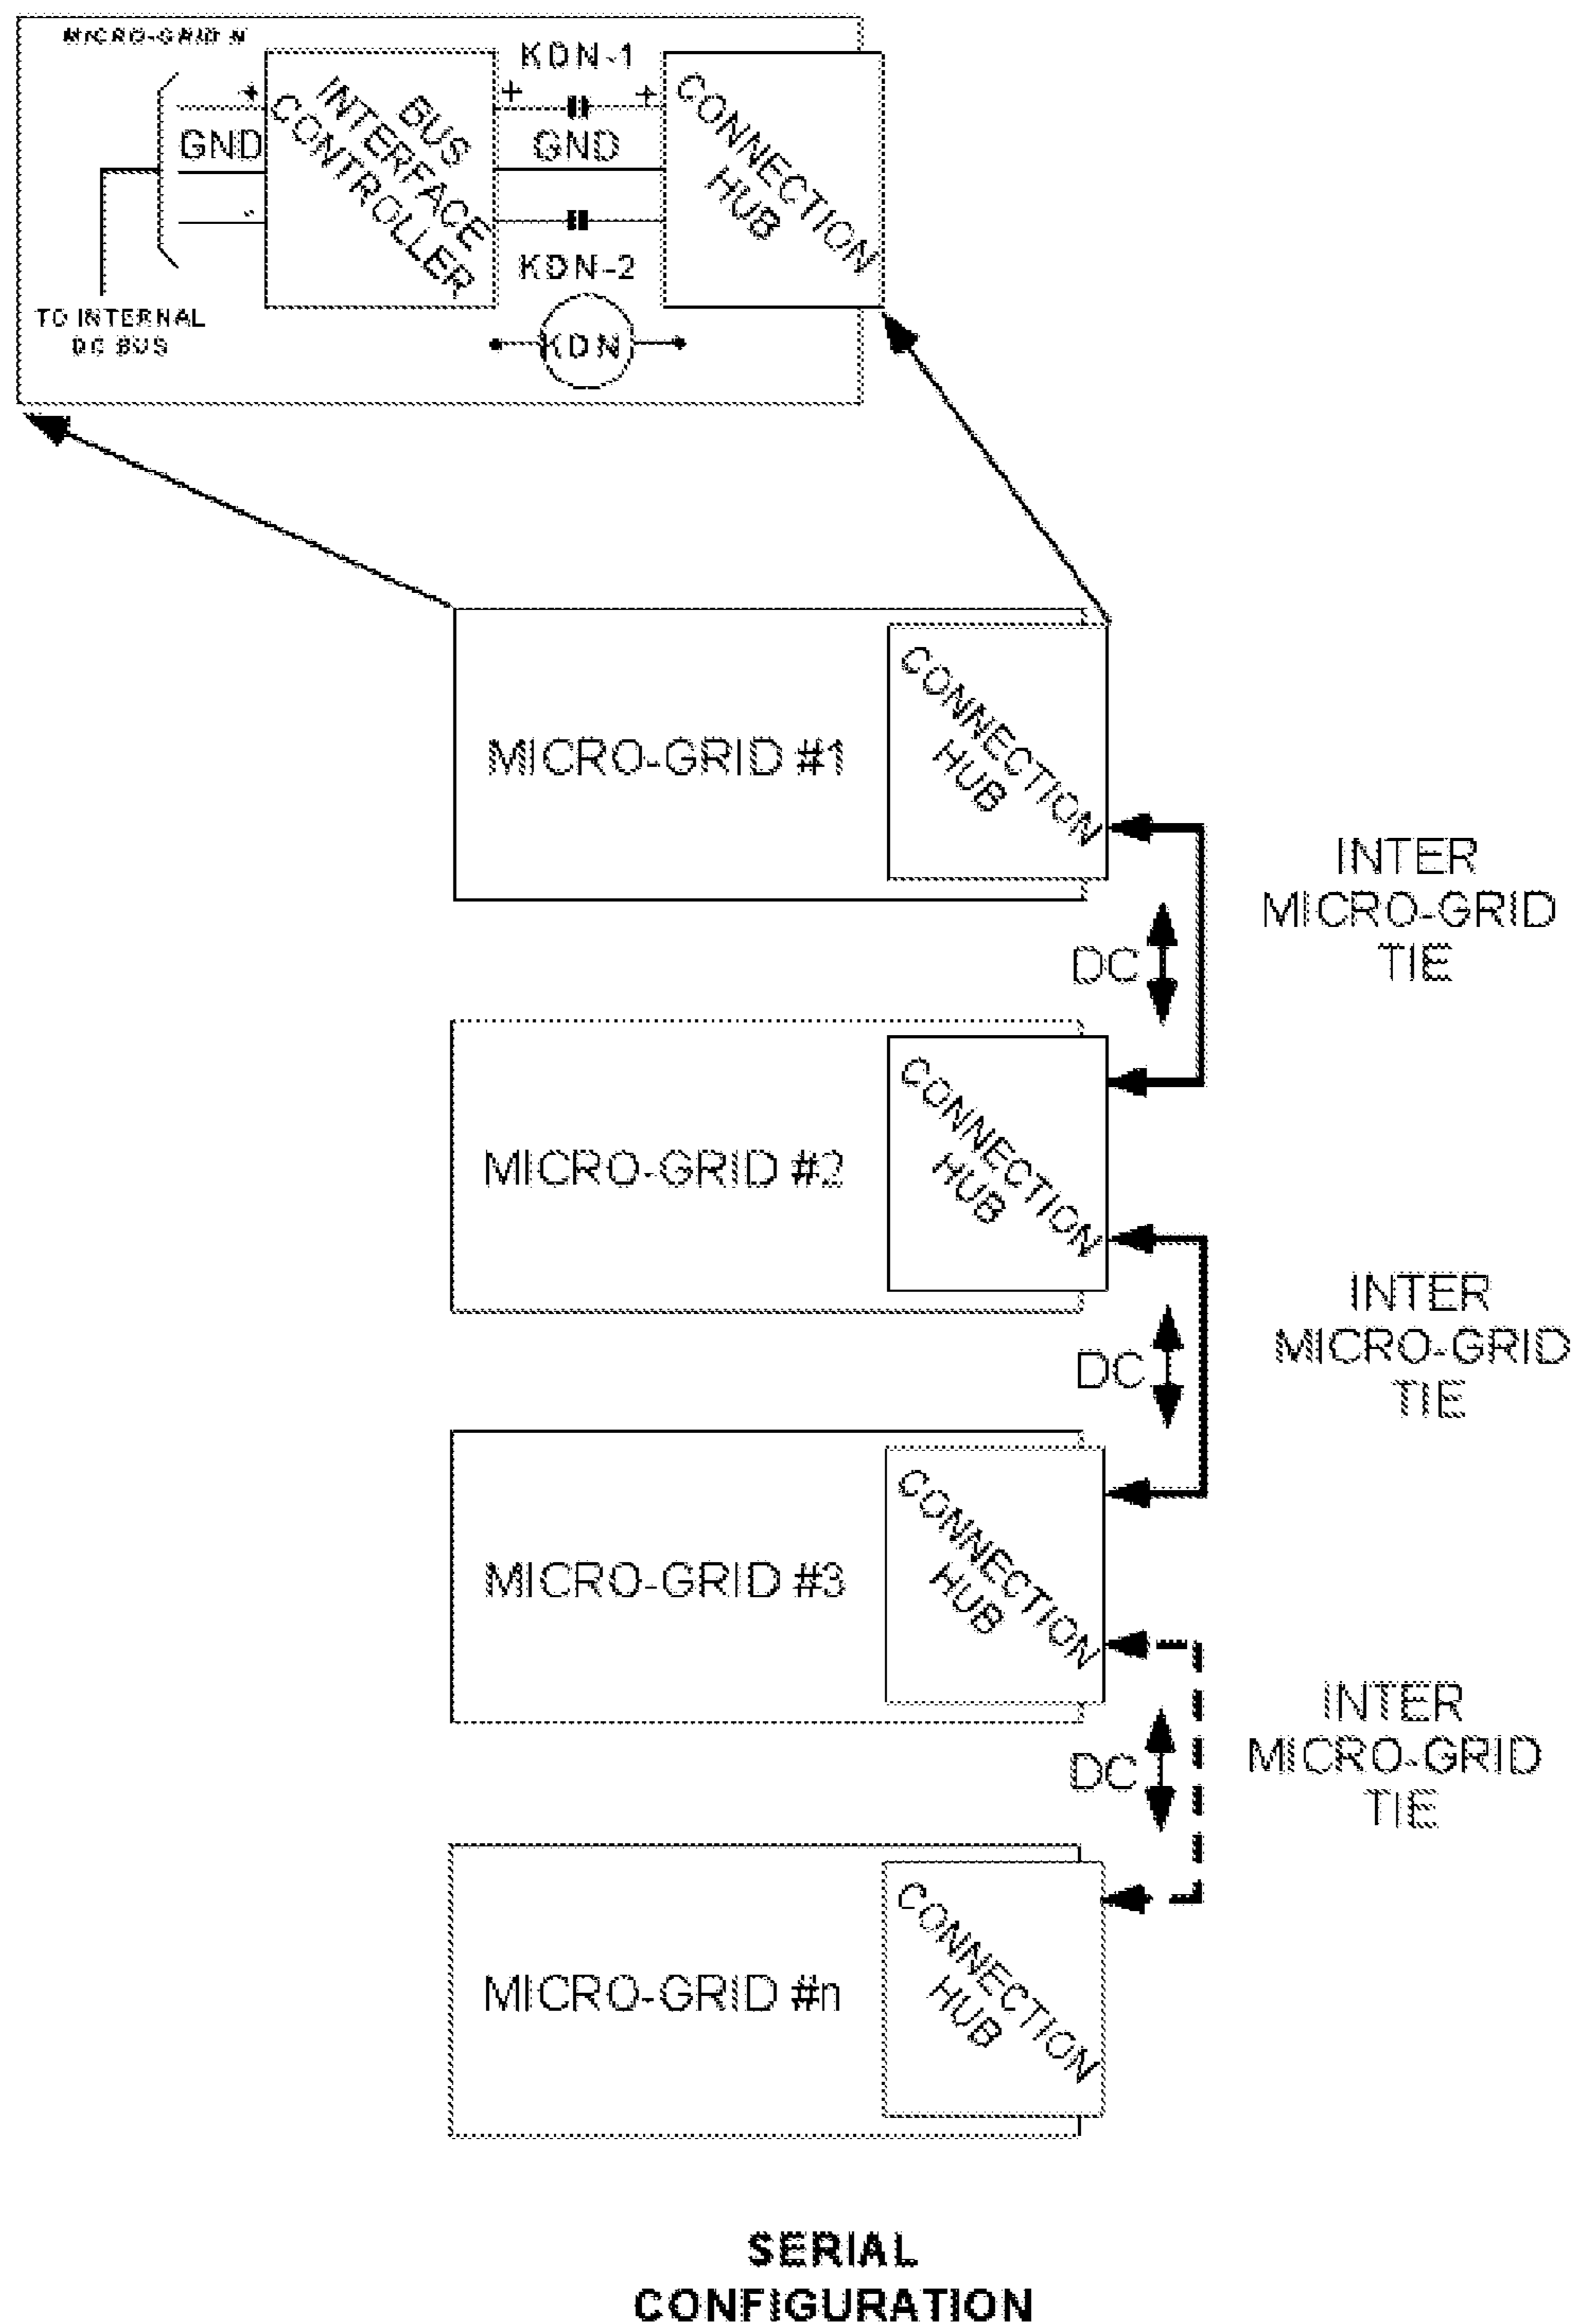 MICRO-GRID N
KDN-1
+
+
+
BUS
INTERFACE
CONTROLLER
CONNECTION
HUB
GND
GND
-
KDN-2
TO INTERNAL
DC BUS
KDN
CONNECTION
HUB
MICRO-GRID #1
INTER
MICRO-GRID
TIE
DC
CONNECTION
HUB
MICRO-GRID #2
INTER
MICRO-GRID
TIE
DC
CONNECTION
HUB
MICRO-GRID #3
INTER
MICRO-GRID
TIE
DC
CONNECTION
HUB
MICRO-GRID #n
SERIAL
CONFIGURATION